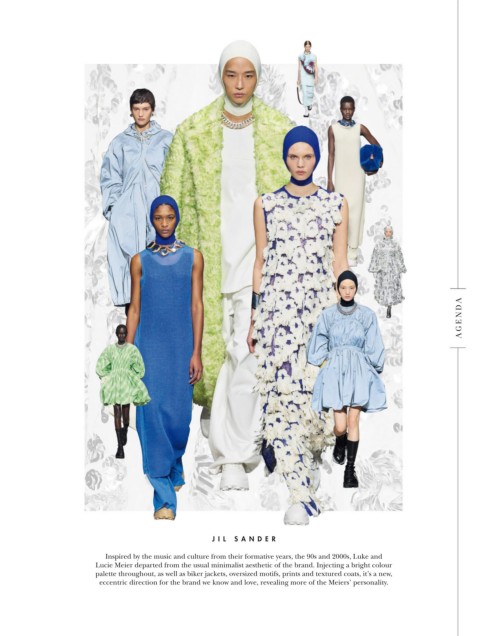 AGENDA
JIL SANDER
Inspired by the music and culture from their formative years, the 90s and 2000s, Luke and
Lucie Meier departed from the usual minimalist aesthetic of the brand. Injecting a bright colour
palette throughout, as well as biker jackets, oversized motifs, prints and textured coats, it's a new,
eccentric direction for the brand we know and love, revealing more of the Meiers' personality.